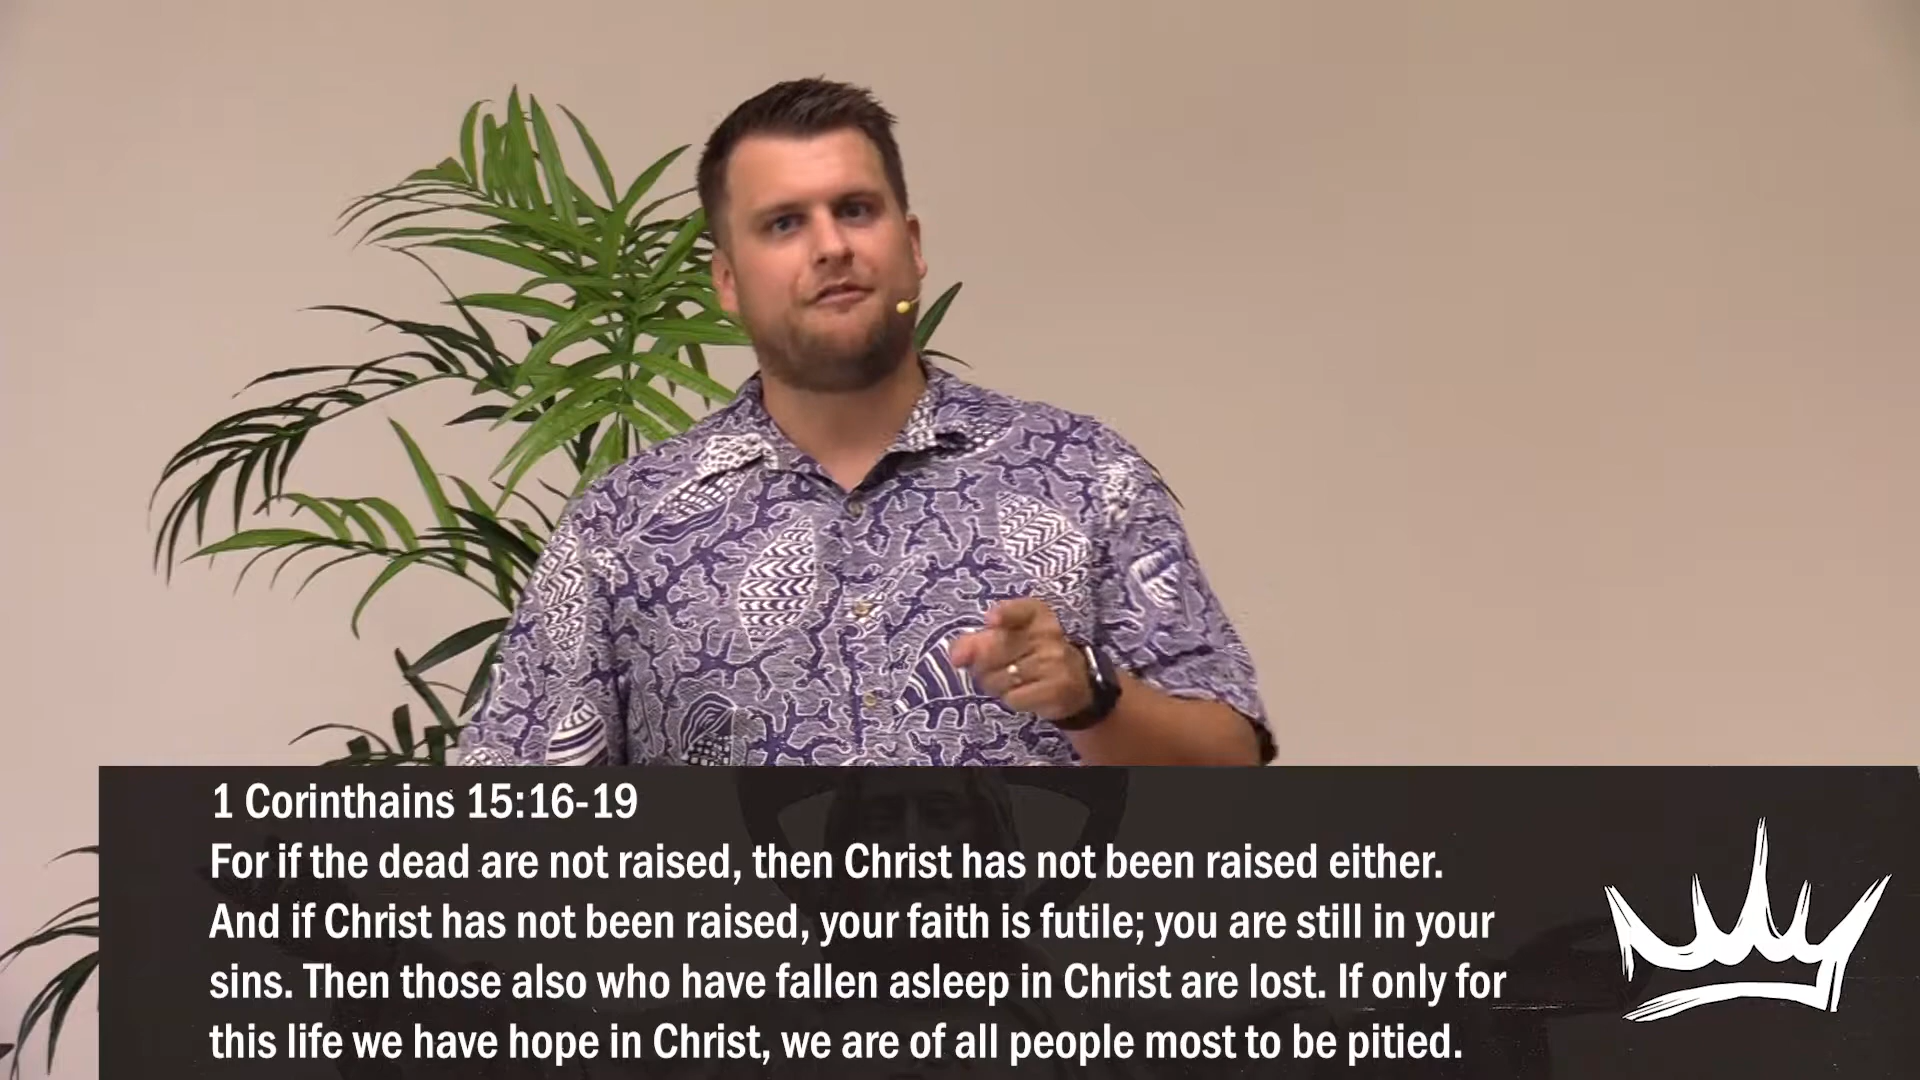 1 Corinthains 15:16-19
For if the dead are not raised, then Christ has not been raised either.
And if Christ has not been raised, your faith is futile; you are still in your
sins. Then those also who have fallen asleep in Christ are lost. If only for
this life we have hope in Christ, we are of all people most to be pitied.